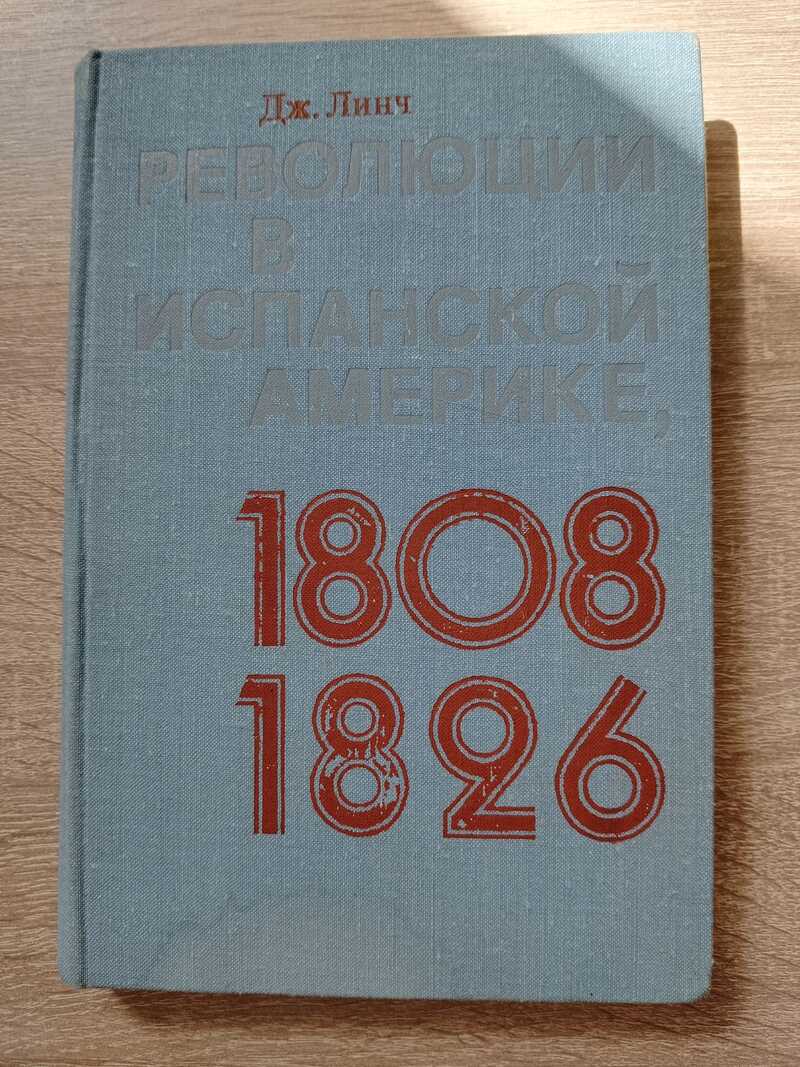 Дж. Линч
РЕВОЛЮЦИИ
В
ИСПАНСКОЙ
АМЕРИКЕ,
1808
1826